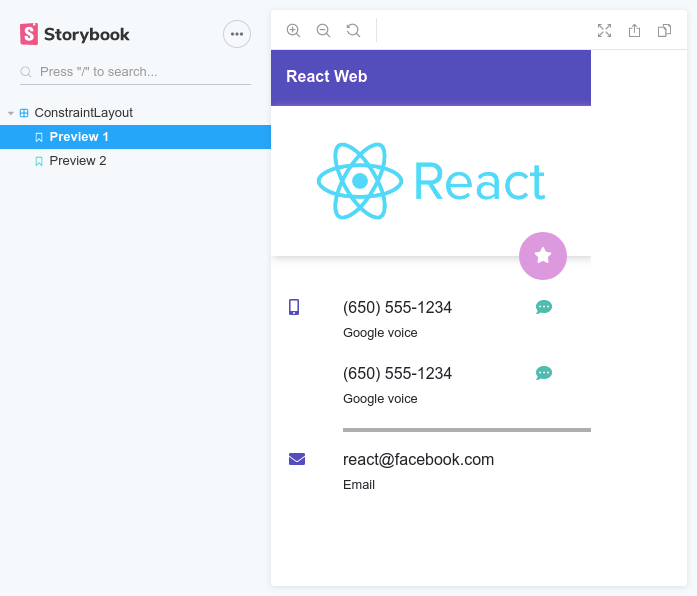 Storybook
Press "/" to search...
ConstraintLayout
Preview 1
Preview 2
React Web
React
(650) 555-1234
Google voice
(650) 555-1234
Google voice
react@facebook.com
Email